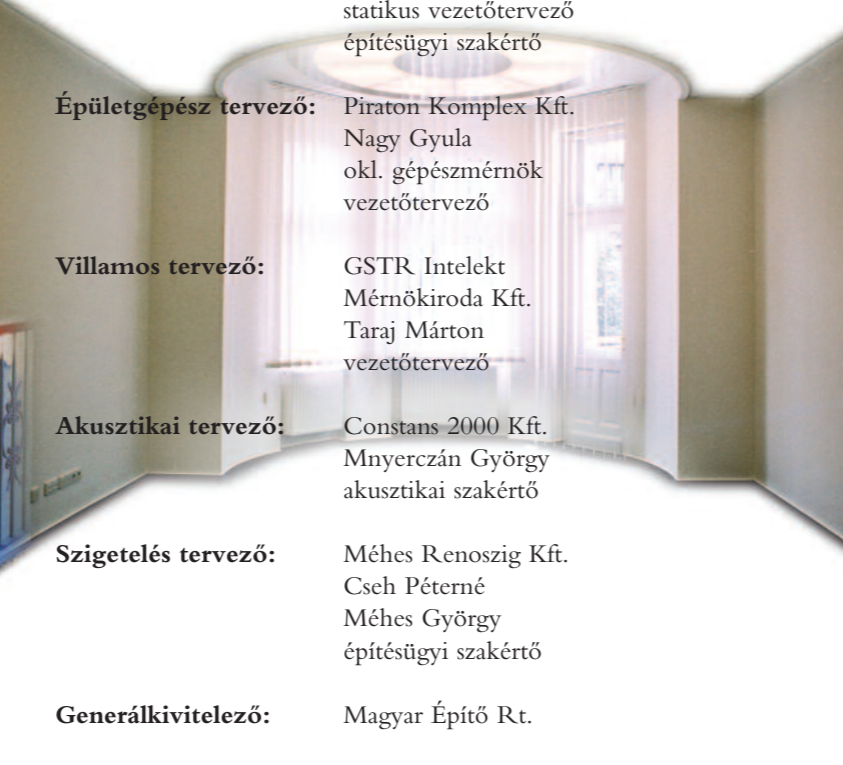 statikus vezetőtervező
építésügyi szakértő
Épületgépész tervező: Piraton Komplex Kft.
Nagy Gyula
okl. gépészmérnök
vezetőtervező
Villamos tervező: GSTR Intelekt
Mérnökiroda Kft.
Taraj Márton
vezetőtervező
Akusztikai tervező: Constans 2000 Kft.
Mnyerczán György
akusztikai szakértő
Szigetelés tervező: Méhes Renoszig Kft.
Cseh Péterné
Méhes György
építésügyi szakértő
Generálkivitelező: Magyar Építő Rt.